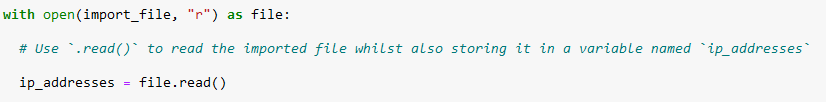 with open(import_file, "r") as file:
# Use `.read()` to read the imported file whilst also storing it in a variable named `ip_addresses`
ip_addresses = file.read()